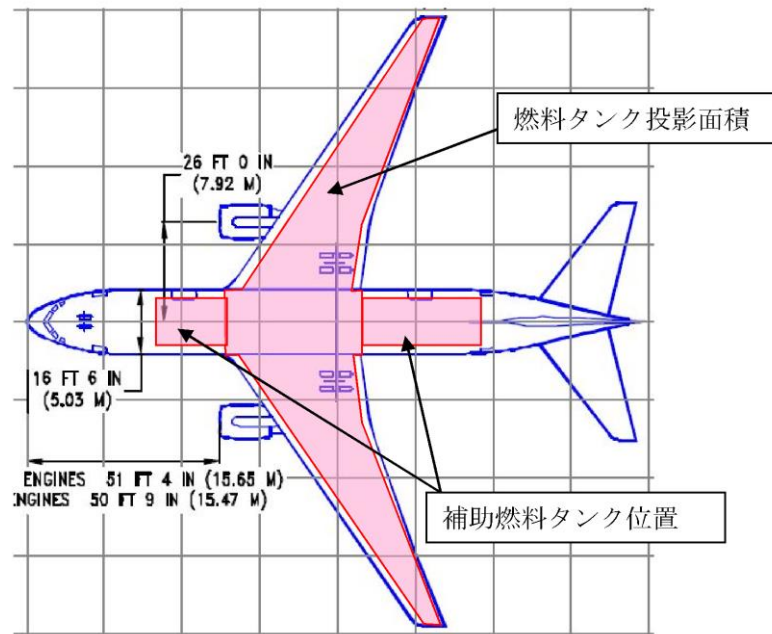 燃料タンク投影面積
26 FT 0 IN
(7.92 M)
16 FT 6 IN
(5.03 M)
ENGINES 51 FT 4 IN (15.65 M)
NGINES 50 FT 9 IN (15.47 M)
補助燃料タンク位置